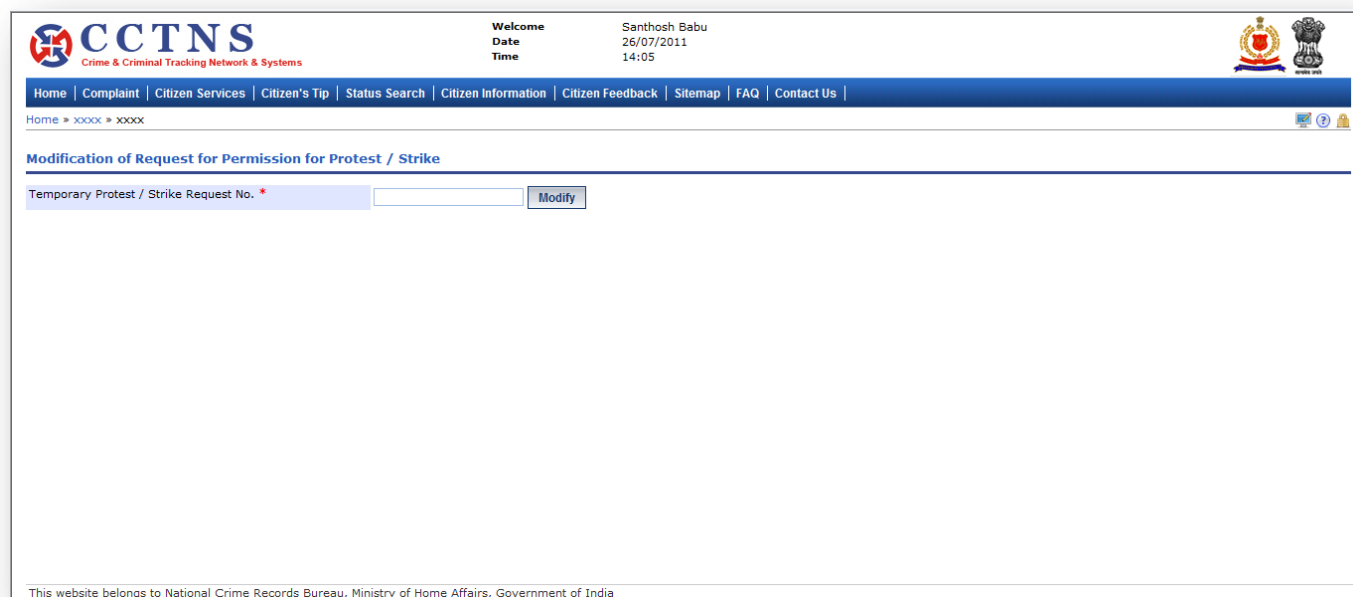 CCTNS
Crime & Criminal Tracking Network & Systems
Welcome Santhosh Babu
Date 26/07/2011
Time 14:05
Home | Complaint | Citizen Services | Citizen's Tip | Status Search | Citizen Information | Citizen Feedback | Sitemap | FAQ | Contact Us |
Home » xxxx » xxxx
Modification of Request for Permission for Protest / Strike
Temporary Protest / Strike Request No. * Modify
This website belongs to National Crime Records Bureau, Ministry of Home Affairs, Government of India